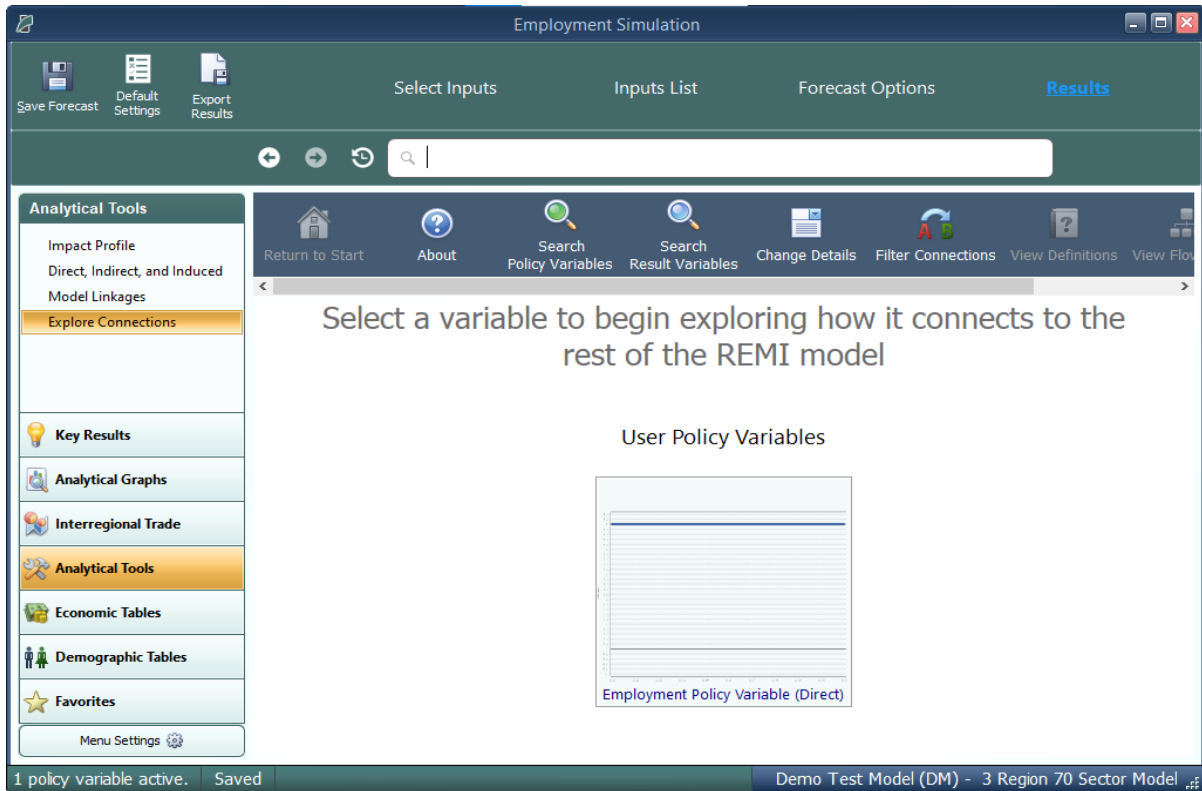 Employment Simulation
Save Forecast
Default
Settings
Export
Results
Select Inputs
Inputs List
Forecast Options
Results
Analytical Tools
Impact Profile
Direct, Indirect, and Induced
Model Linkages
Explore Connections
Key Results
Analytical Graphs
Interregional Trade
Analytical Tools
Economic Tables
Demographic Tables
Favorites
Menu Settings
Return to Start
About
Search
Policy Variables
Search
Result Variables
Change Details
A B
Filter Connections
View Definitions
View Flow
Select a variable to begin exploring how it connects to the
rest of the REMI model
User Policy Variables
Employment Policy Variable (Direct)
1 policy variable active.
Saved
Demo Test Model (DM) - 3 Region 70 Sector Model